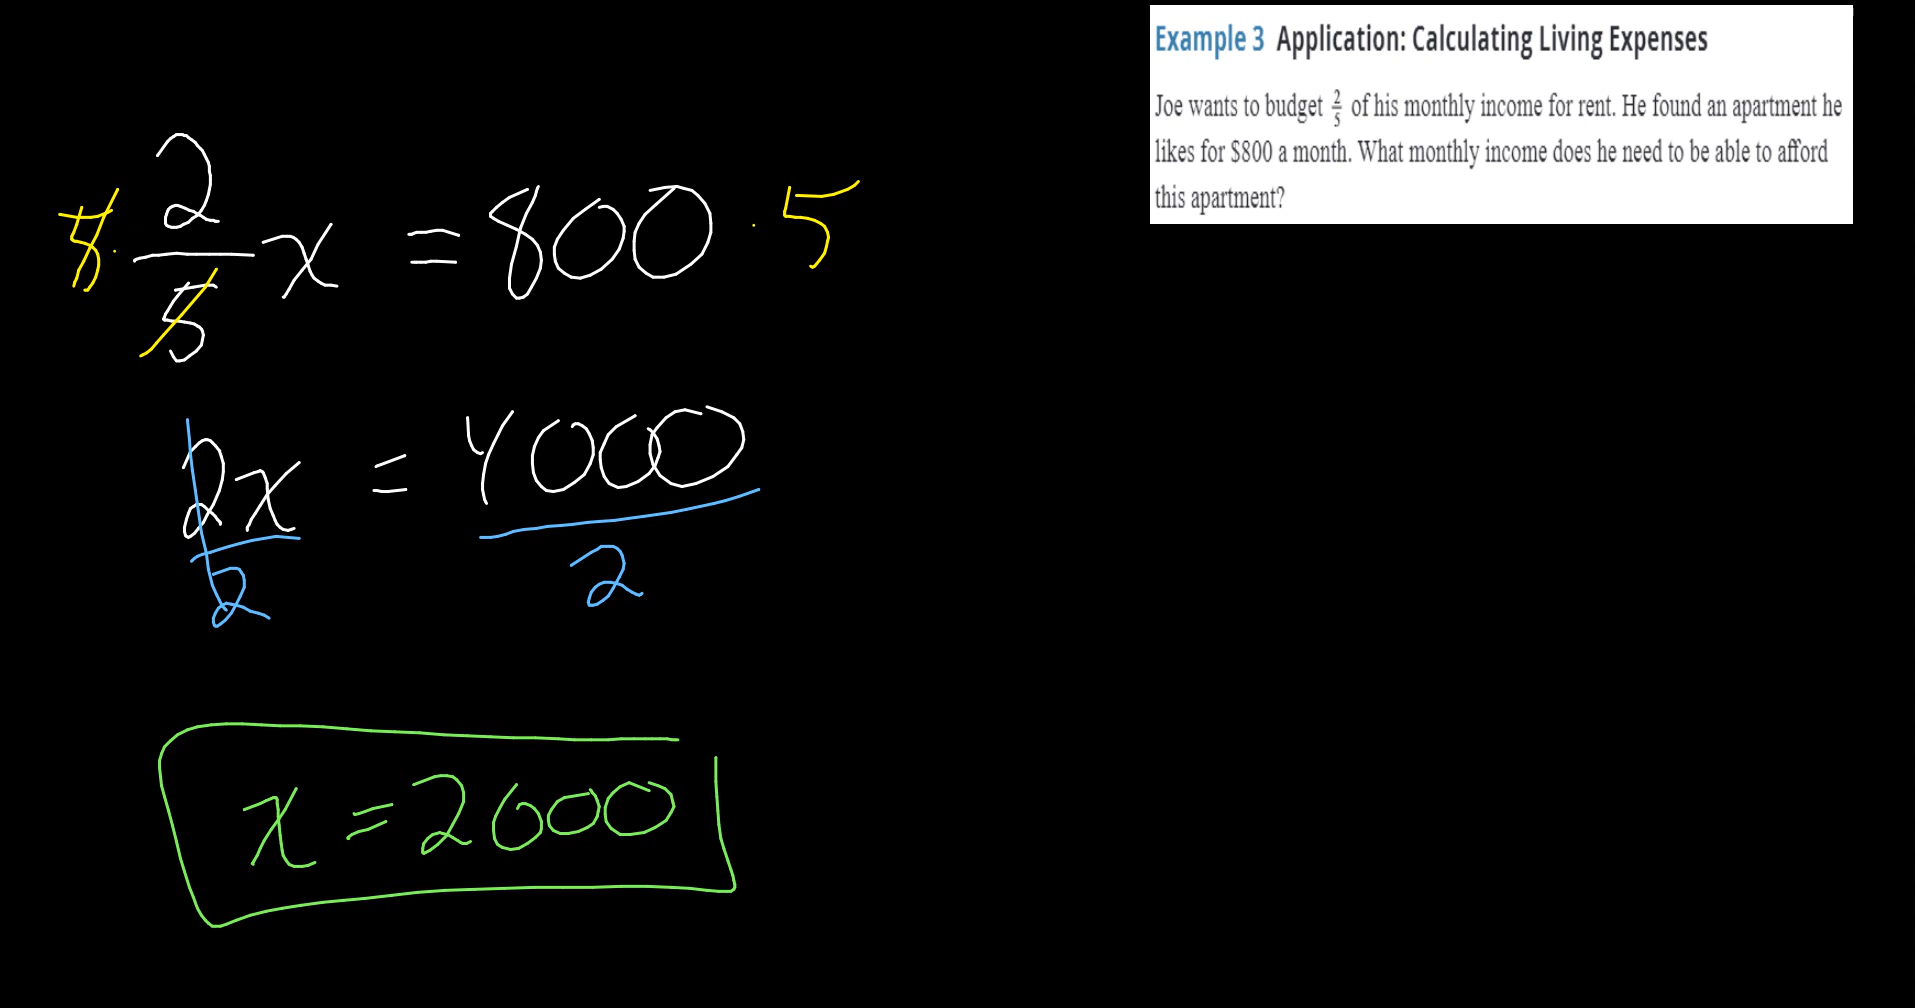 5 · 2/5 x = 800 · 5
2x/2 = 4000/2
x = 2000
Example 3 Application: Calculating Living Expenses
Joe wants to budget 2/5 of his monthly income for rent. He found an apartment he
likes for $800 a month. What monthly income does he need to be able to afford
this apartment?